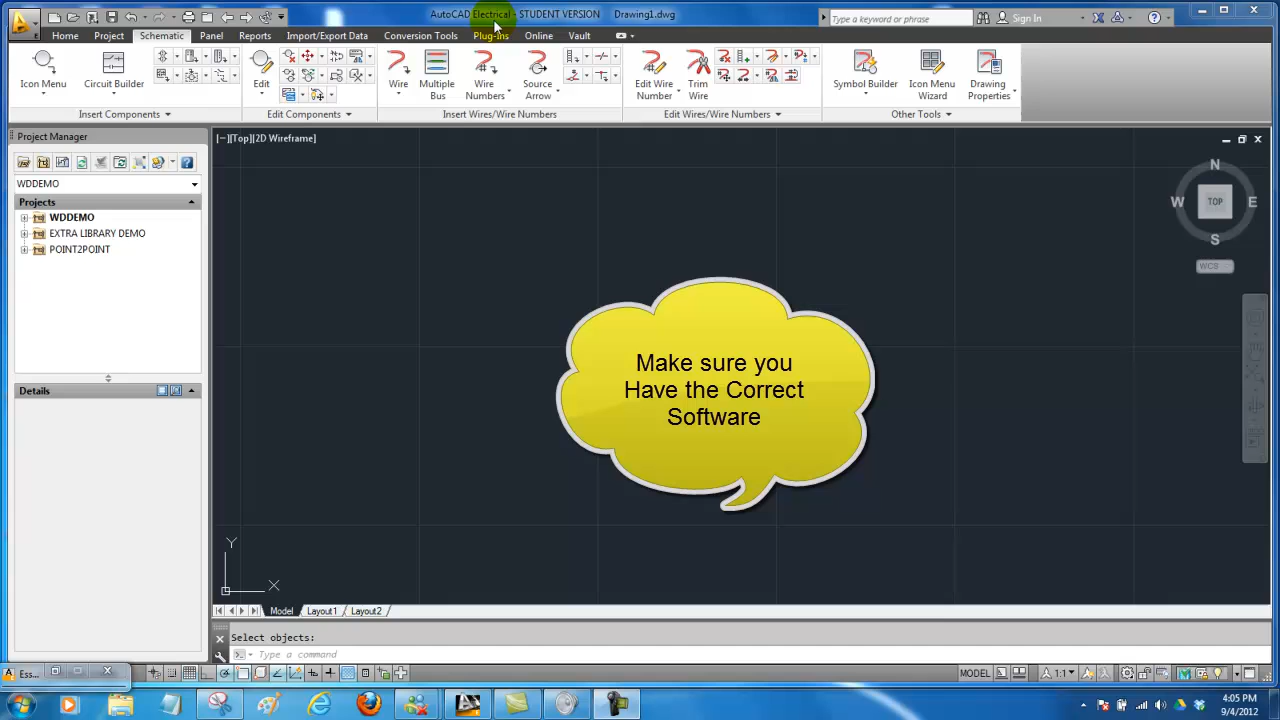 AutoCAD Electrical - STUDENT VERSION Drawing1.dwg
Type a keyword or phrase
Sign In
Home Project Schematic Panel Reports Import/Export Data Conversion Tools Plug-ins Online Vault
Icon Menu
Circuit Builder
Edit
Wire
Multiple Bus
Wire Numbers
Source Arrow
Edit Wire Number
Trim Wire
Symbol Builder
Icon Menu Wizard
Drawing Properties
Insert Components
Edit Components
Insert Wires/Wire Numbers
Edit Wires/Wire Numbers
Other Tools
Project Manager
[−][Top][2D Wireframe]
WDDEMO
Projects
WDDEMO
EXTRA LIBRARY DEMO
POINT2POINT
Details
N
W TOP E
S
WCS
Make sure you
Have the Correct
Software
Y
X
Model Layout1 Layout2
Select objects:
Type a command
Ess...
MODEL
1:1
4:05 PM
9/4/2012